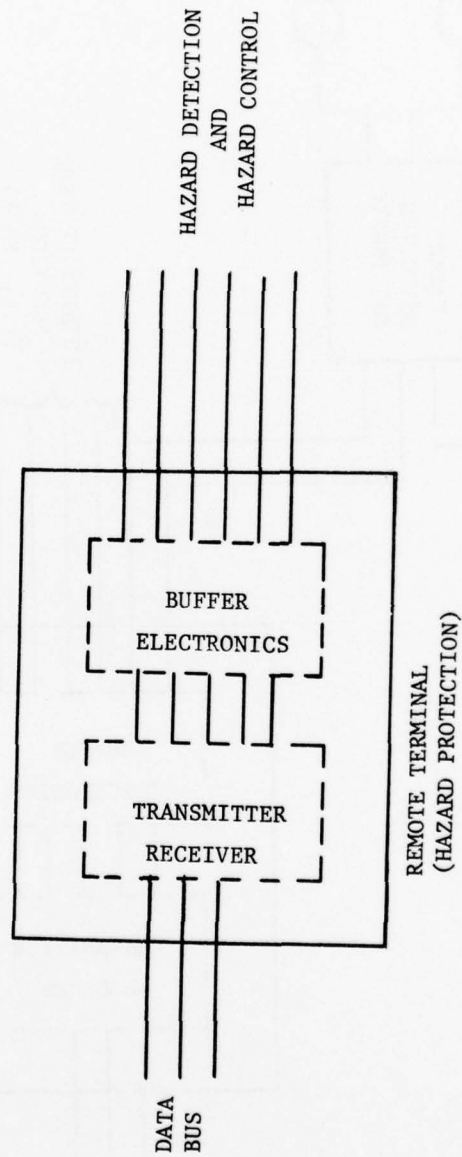 DATA
BUS
TRANSMITTER
RECEIVER
BUFFER
ELECTRONICS
HAZARD DETECTION
AND
HAZARD CONTROL
REMOTE TERMINAL
(HAZARD PROTECTION)